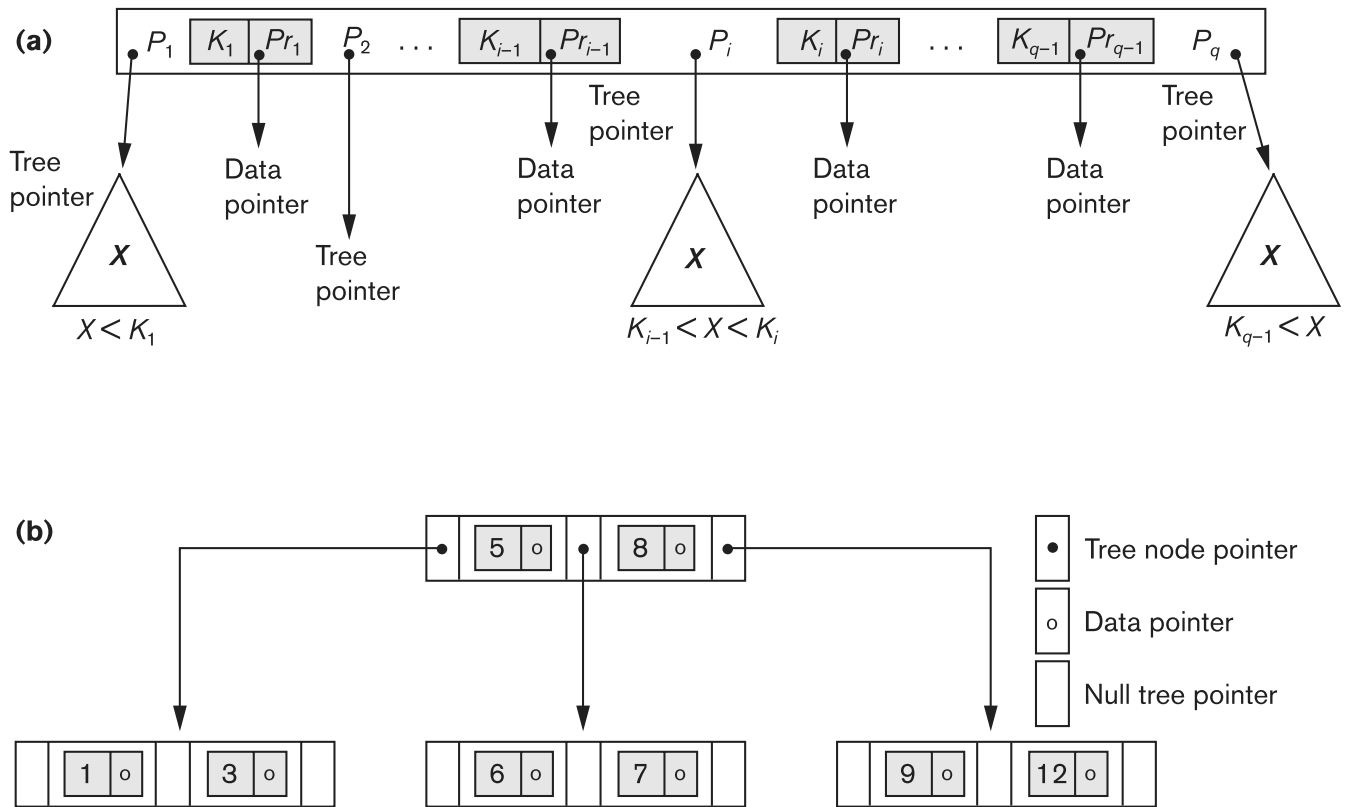 (a)
P1 K1 Pr1 P2 ... Ki−1 Pri−1 Pi Ki Pri ... Kq−1 Prq−1 Pq
Tree
pointer
Data
pointer
Tree
pointer
Data
pointer
Tree
pointer
Data
pointer
Data
pointer
Tree
pointer
X
X
X
X < K1
Ki−1 < X < Ki
Kq−1 < X
(b)
5 o 8 o
Tree node pointer
o Data pointer
Null tree pointer
1 o 3 o
6 o 7 o
9 o 12 o